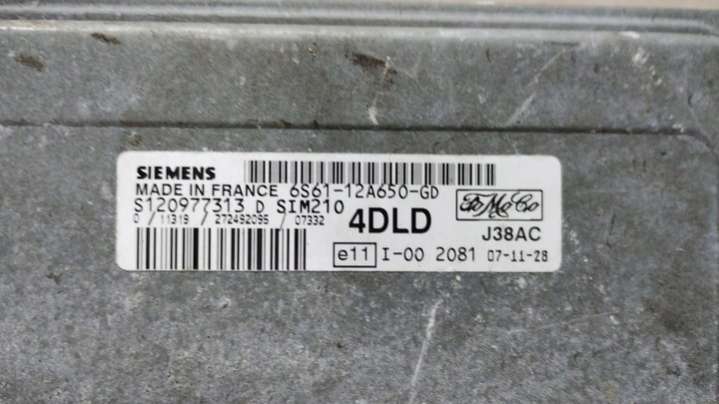 SIEMENS
MADE IN FRANCE 6S61-12A650-GD
S120977313 D SIM210
0 / 11319 / 272492095 / 07332
4DLD
FoMoCo
J38AC
e11 I-00 2081 07-11-28